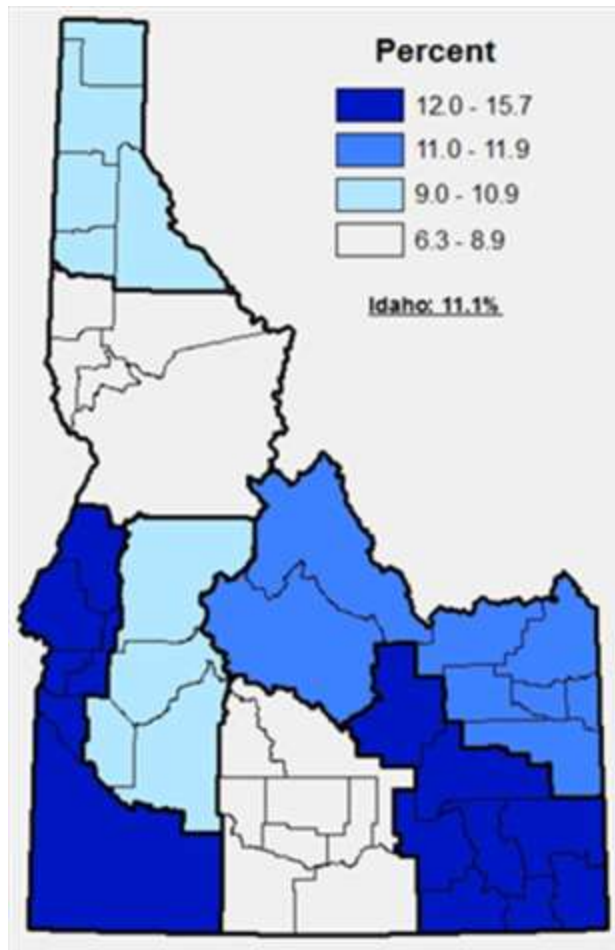 Percent
12.0 - 15.7
11.0 - 11.9
9.0 - 10.9
6.3 - 8.9
Idaho: 11.1%